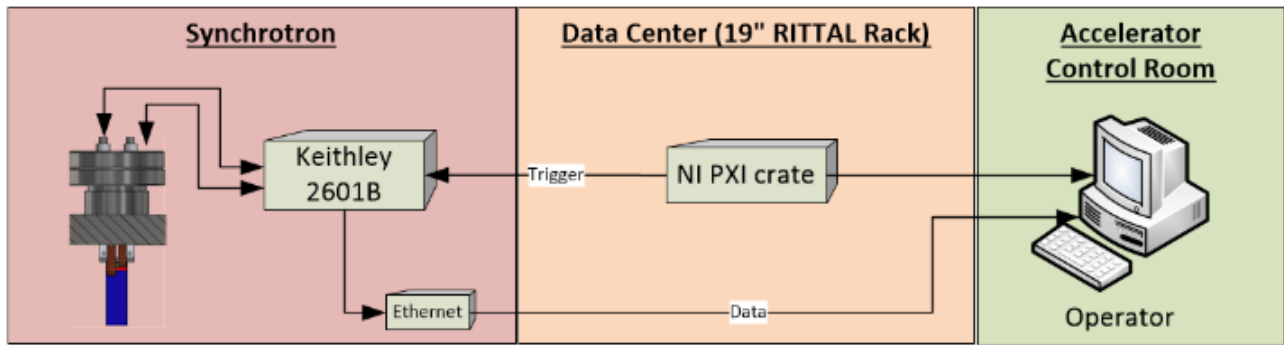 Synchrotron
Data Center (19" RITTAL Rack)
Accelerator
Control Room
Keithley
2601B
Trigger
NI PXI crate
Ethernet
Data
Operator